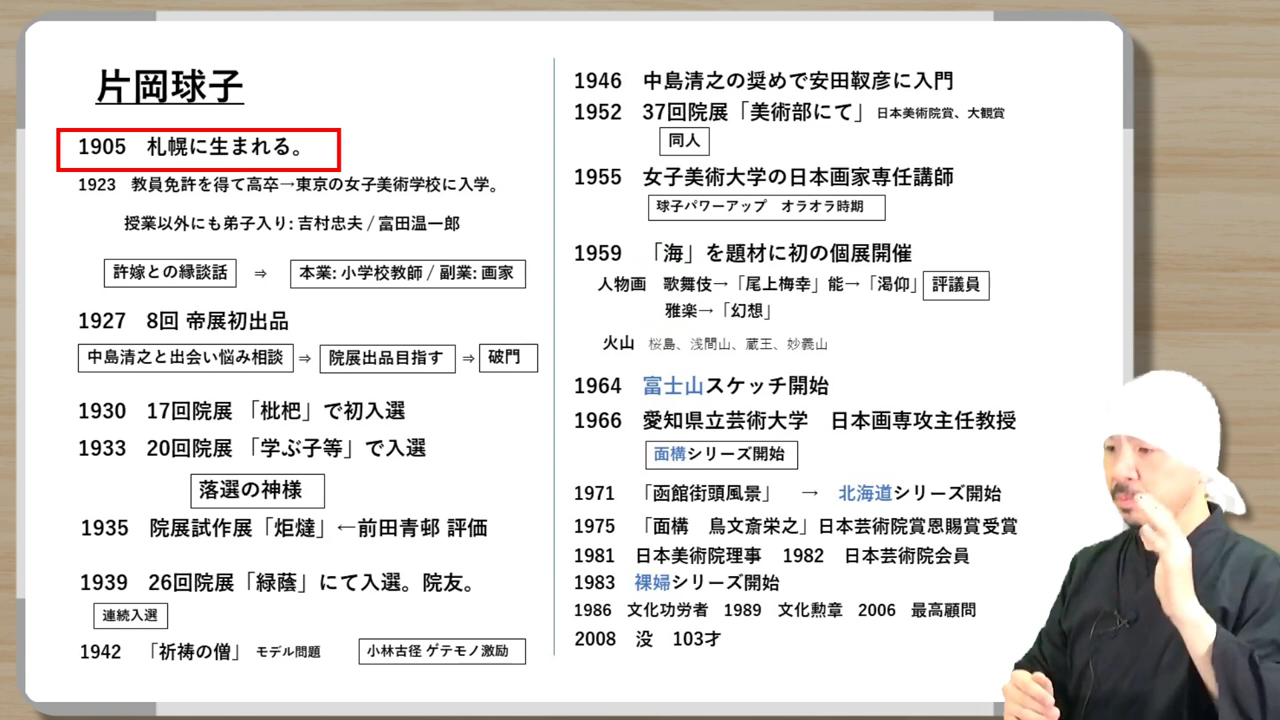 片岡球子
1905 札幌に生まれる。
1923 教員免許を得て高卒→東京の女子美術学校に入学。
授業以外にも弟子入り: 吉村忠夫 / 富田温一郎
許嫁との縁談話 ⇒ 本業: 小学校教師 / 副業: 画家
1927 8回 帝展初出品
中島清之と出会い悩み相談 ⇒ 院展出品目指す ⇒ 破門
1930 17回院展 「枇杷」で初入選
1933 20回院展 「学ぶ子等」で入選
落選の神様
1935 院展試作展「炬燵」←前田青邨 評価
1939 26回院展「緑蔭」にて入選。院友。
連続入選
1942 「祈祷の僧」 モデル問題 小林古径 ゲテモノ激励
1946 中島清之の奨めで安田靫彦に入門
1952 37回院展「美術部にて」 日本美術院賞、大観賞
同人
1955 女子美術大学の日本画家専任講師
球子パワーアップ オラオラ時期
1959 「海」を題材に初の個展開催
人物画 歌舞伎→「尾上梅幸」能→「渇仰」 評議員
雅楽→「幻想」
火山 桜島、浅間山、蔵王、妙義山
1964 富士山スケッチ開始
1966 愛知県立芸術大学 日本画専攻主任教授
面構シリーズ開始
1971 「函館街頭風景」 → 北海道シリーズ開始
1975 「面構 鳥文斎栄之」日本芸術院賞恩賜賞受賞
1981 日本美術院理事 1982 日本芸術院会員
1983 裸婦シリーズ開始
1986 文化功労者 1989 文化勲章 2006 最高顧問
2008 没 103才